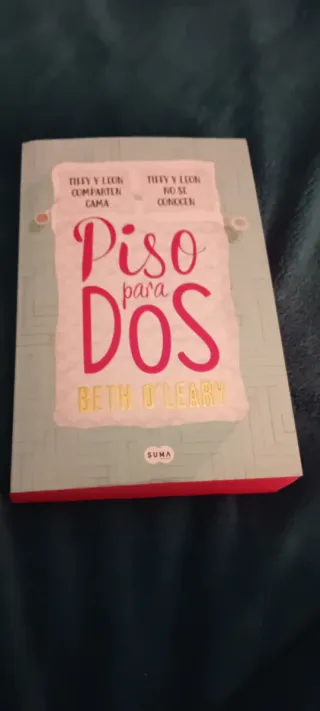 TIFFY Y LEON
COMPARTEN
CAMA
TIFFY Y LEON
NO SE
CONOCEN
Piso
para
DOS
BETH O'LEARY
SUMA